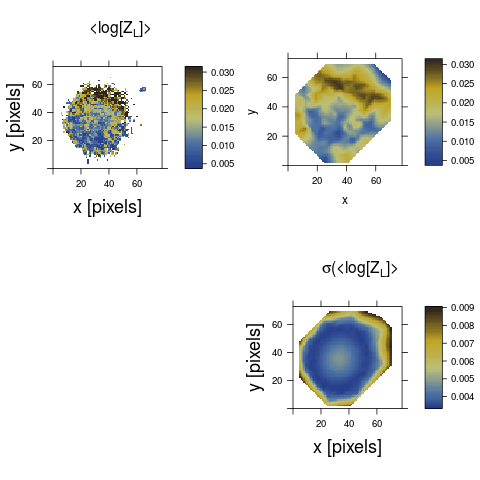 <log[Z_L]>
60
40
20
20 40 60
y [pixels]
x [pixels]
0.030
0.025
0.020
0.015
0.010
0.005
60
40
20
20 40 60
y
x
0.030
0.025
0.020
0.015
0.010
0.005
σ(<log[Z_L]>
60
40
20
20 40 60
y [pixels]
x [pixels]
0.009
0.008
0.007
0.006
0.005
0.004